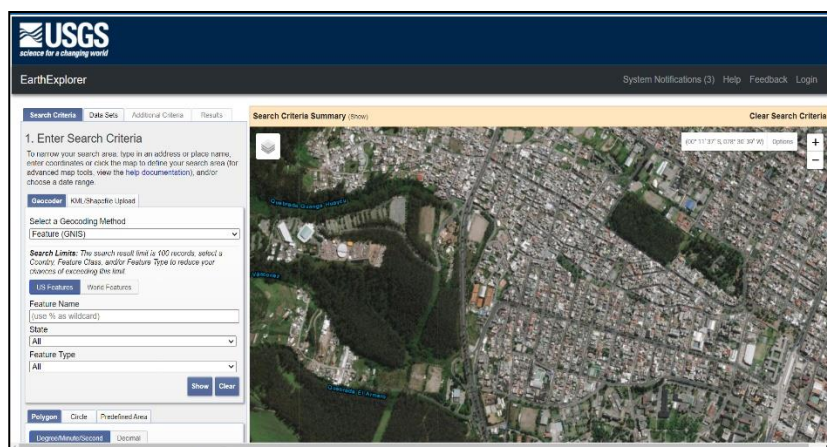 USGS
science for a changing world
EarthExplorer
System Notifications (3) Help Feedback Login
Search Criteria Data Sets Additional Criteria Results
1. Enter Search Criteria
To narrow your search area: type in an address or place name,
enter coordinates or click the map to define your search area (for
advanced map tools, view the help documentation), and/or
choose a date range.
Geocoder KML/Shapefile Upload
Select a Geocoding Method
Feature (GNIS)
Search Limits: The search result limit is 100 records; select a
Country, Feature Class, and/or Feature Type to reduce your
chances of exceeding this limit.
US Features World Features
Feature Name
(use % as wildcard)
State
All
Feature Type
All
Show Clear
Polygon Circle Predefined Area
Degree/Minute/Second Decimal
Search Criteria Summary (Show)
Clear Search Criteria
Options
+
−
Quebrada
Quebrada